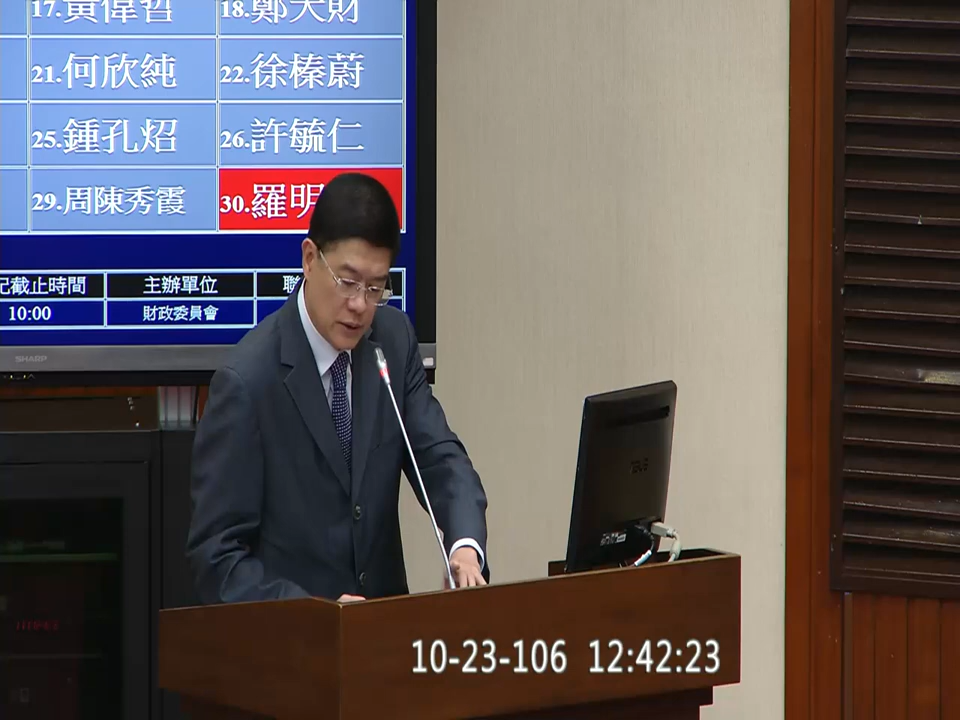 17.黃偉哲 18.鄭天財
21.何欣純 22.徐榛蔚
25.鍾孔炤 26.許毓仁
29.周陳秀霞 30.羅明
記截止時間 主辦單位 聯
10:00 財政委員會
SHARP
10-23-106 12:42:23